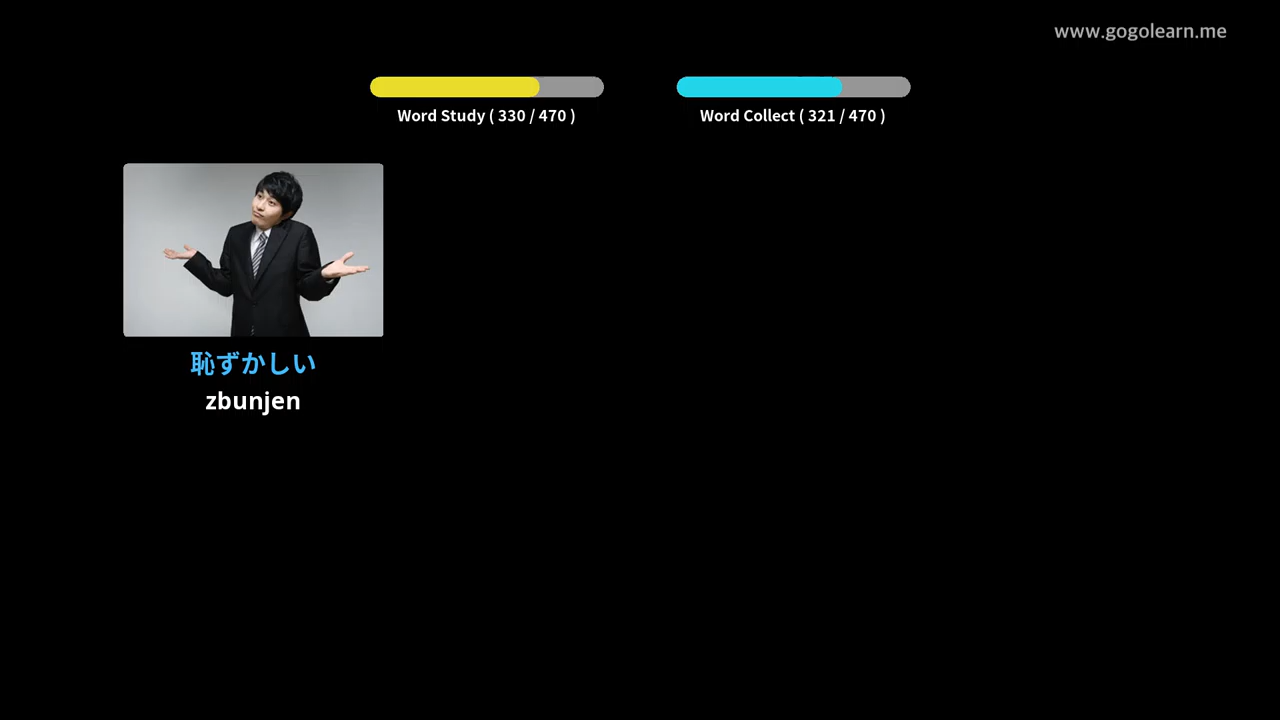 www.gogolearn.me
Word Study ( 330 / 470 )
Word Collect ( 321 / 470 )
恥ずかしい
zbunjen